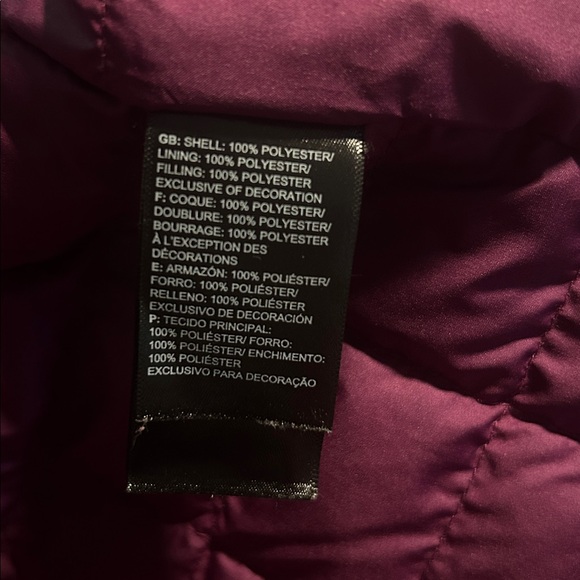 GB: SHELL: 100% POLYESTER/
LINING: 100% POLYESTER/
FILLING: 100% POLYESTER
EXCLUSIVE OF DECORATION
F: COQUE: 100% POLYESTER/
DOUBLURE: 100% POLYESTER/
BOURRAGE: 100% POLYESTER
À L'EXCEPTION DES
DÉCORATIONS
E: ARMAZÓN: 100% POLIÉSTER/
FORRO: 100% POLIÉSTER/
RELLENO: 100% POLIÉSTER
EXCLUSIVO DE DECORACIÓN
P: TECIDO PRINCIPAL:
100% POLIÉSTER/ FORRO:
100% POLIÉSTER/ ENCHIMENTO:
100% POLIÉSTER
EXCLUSIVO PARA DECORAÇÃO